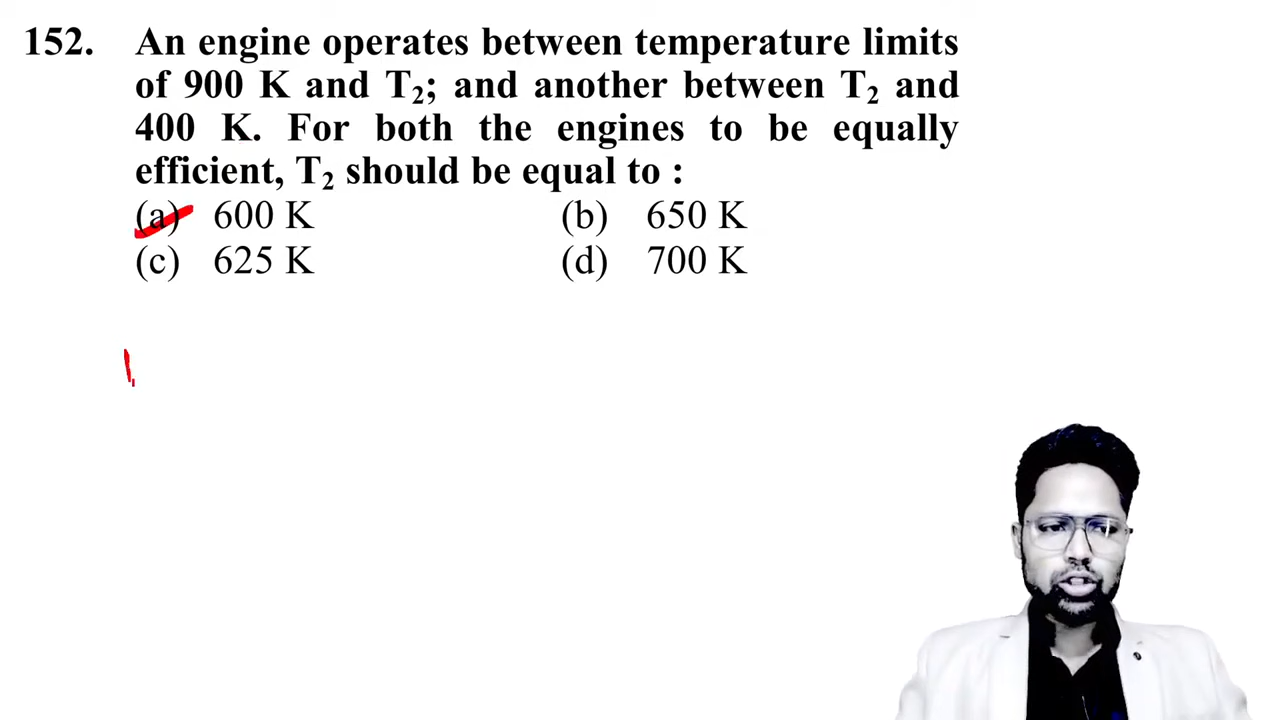 152. An engine operates between temperature limits
of 900 K and T₂; and another between T₂ and
400 K. For both the engines to be equally
efficient, T₂ should be equal to :
(a) 600 K (b) 650 K
(c) 625 K (d) 700 K